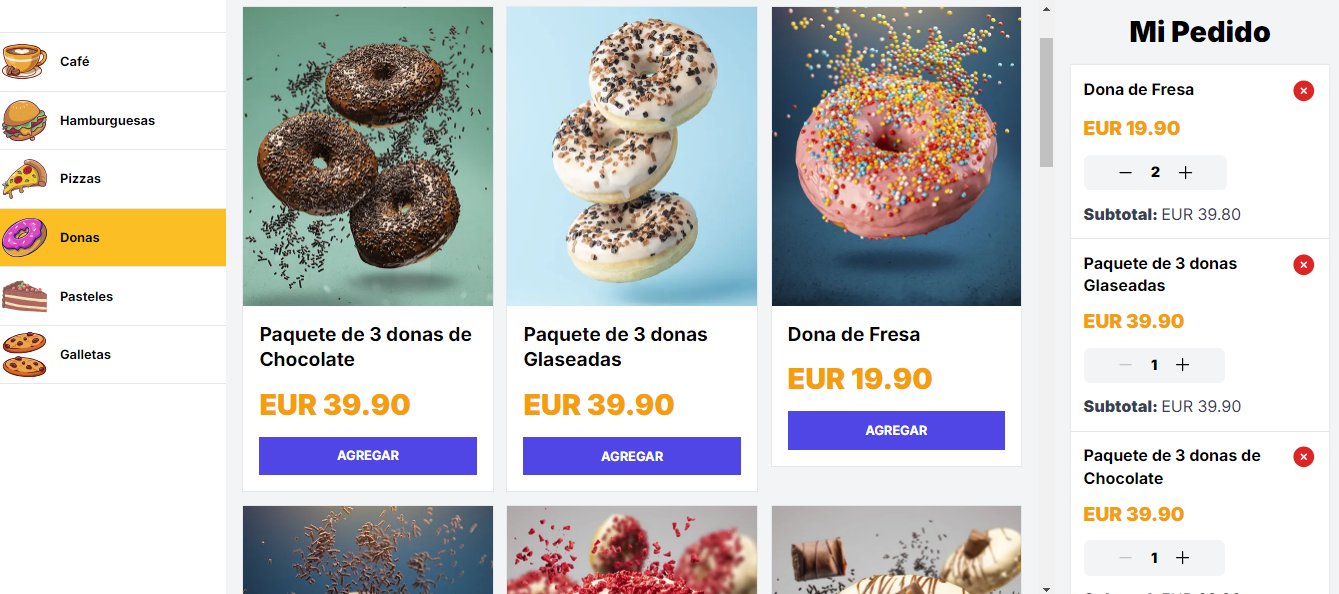 Café
Hamburguesas
Pizzas
Donas
Pasteles
Galletas
Paquete de 3 donas de
Chocolate
EUR 39.90
AGREGAR
Paquete de 3 donas
Glaseadas
EUR 39.90
AGREGAR
Dona de Fresa
EUR 19.90
AGREGAR
Mi Pedido
Dona de Fresa
EUR 19.90
2
Subtotal: EUR 39.80
Paquete de 3 donas
Glaseadas
EUR 39.90
1
Subtotal: EUR 39.90
Paquete de 3 donas de
Chocolate
EUR 39.90
1